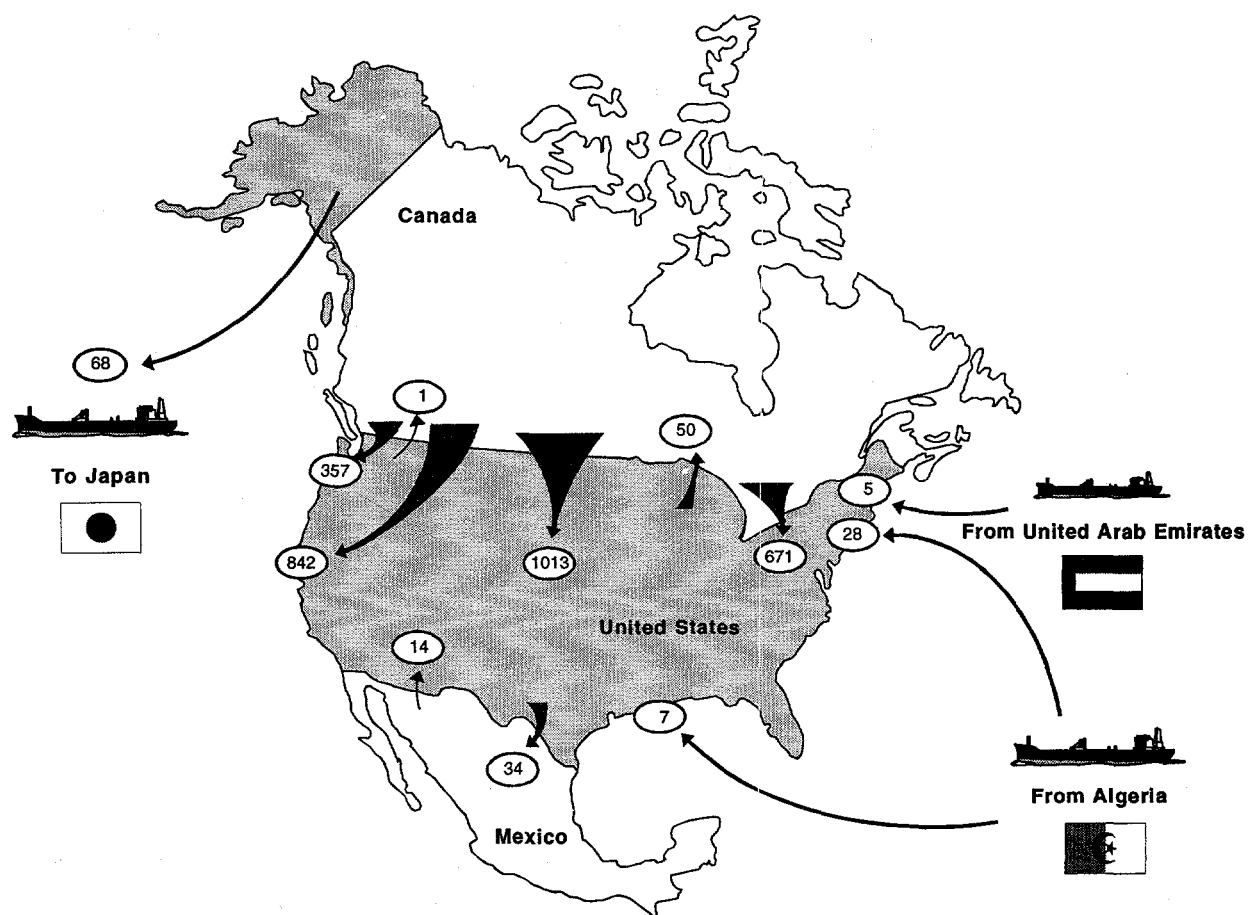 Canada
68
1
50
To Japan
357
5
From United Arab Emirates
28
842
1013
671
United States
14
7
34
From Algeria
Mexico